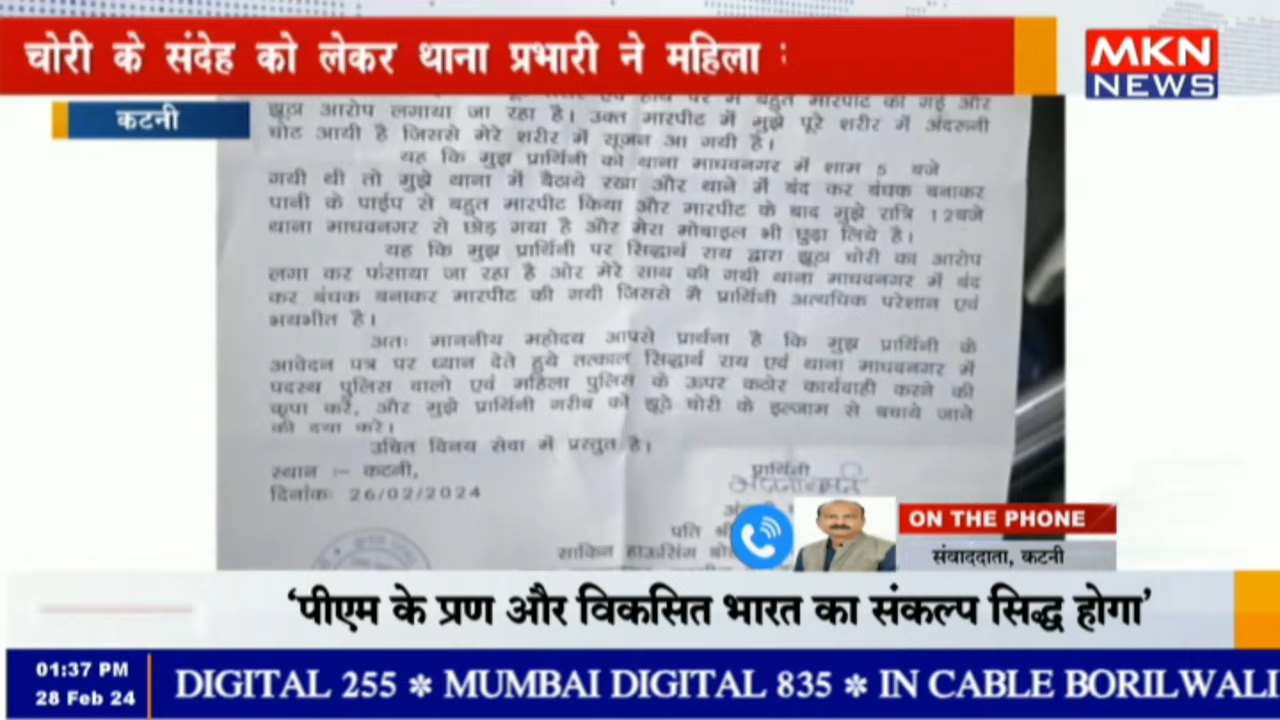 चोरी के संदेह को लेकर थाना प्रभारी ने महिला
MKN
NEWS
कटनी
झूठा आरोप लगाया जा रहा है। उक्त मारपीट में मुझे पूरे शरीर में अंदरूनी
चोट आयी है जिससे मेरे शरीर में सूजन आ गयी है।
यह कि मुझ प्रार्थिनी को थाना माधवनगर में शाम 5 बजे
गयी थी तो मुझे थाना में बैठाये रखा और थाने में बंद कर बंधक बनाकर
पानी के पाईप से बहुत मारपीट किया और मारपीट के बाद मुझे रात्रि 12बजे
थाना माधवनगर से छोड़ गया है और मेरा मोबाइल भी छुड़ा लिये है।
यह कि मुझ प्रार्थिनी पर सिद्धार्थ राय द्वारा झूठा चोरी का आरोप
लगा कर फंसाया जा रहा है ओर मेरे साथ की गयी थाना माधवनगर में बंद
कर बंधक बनाकर मारपीट की गयी जिससे मै प्रार्थिनी अत्यधिक परेशान एवं
भयभीत है।
अतः माननीय महोदय आपसे प्रार्थना है कि मुझ प्रार्थिनी के
आवेदन पत्र पर ध्यान देते हुये तत्काल सिद्धार्थ राय एवं थाना माधवनगर में
पदस्थ पुलिस वालो एवं महिला पुलिस के ऊपर कठोर कार्यवाही करने की
कृपा करें, और मुझे प्रार्थिनी गरीब को झूठे चोरी के इल्जाम से बचाये जाने
की दया करे।
उचित विनय सेवा में प्रस्तुत है।
स्थान :- कटनी,
प्रार्थिनी
दिनांकः 26/02/2024
पति श्री
साकिन हाऊसिंग बो
ON THE PHONE
संवाददाता, कटनी
‘पीएम के प्रण और विकसित भारत का संकल्प सिद्ध होगा’
01:37 PM
28 Feb 24
DIGITAL 255 ✻ MUMBAI DIGITAL 835 ✻ IN CABLE BORILWALI